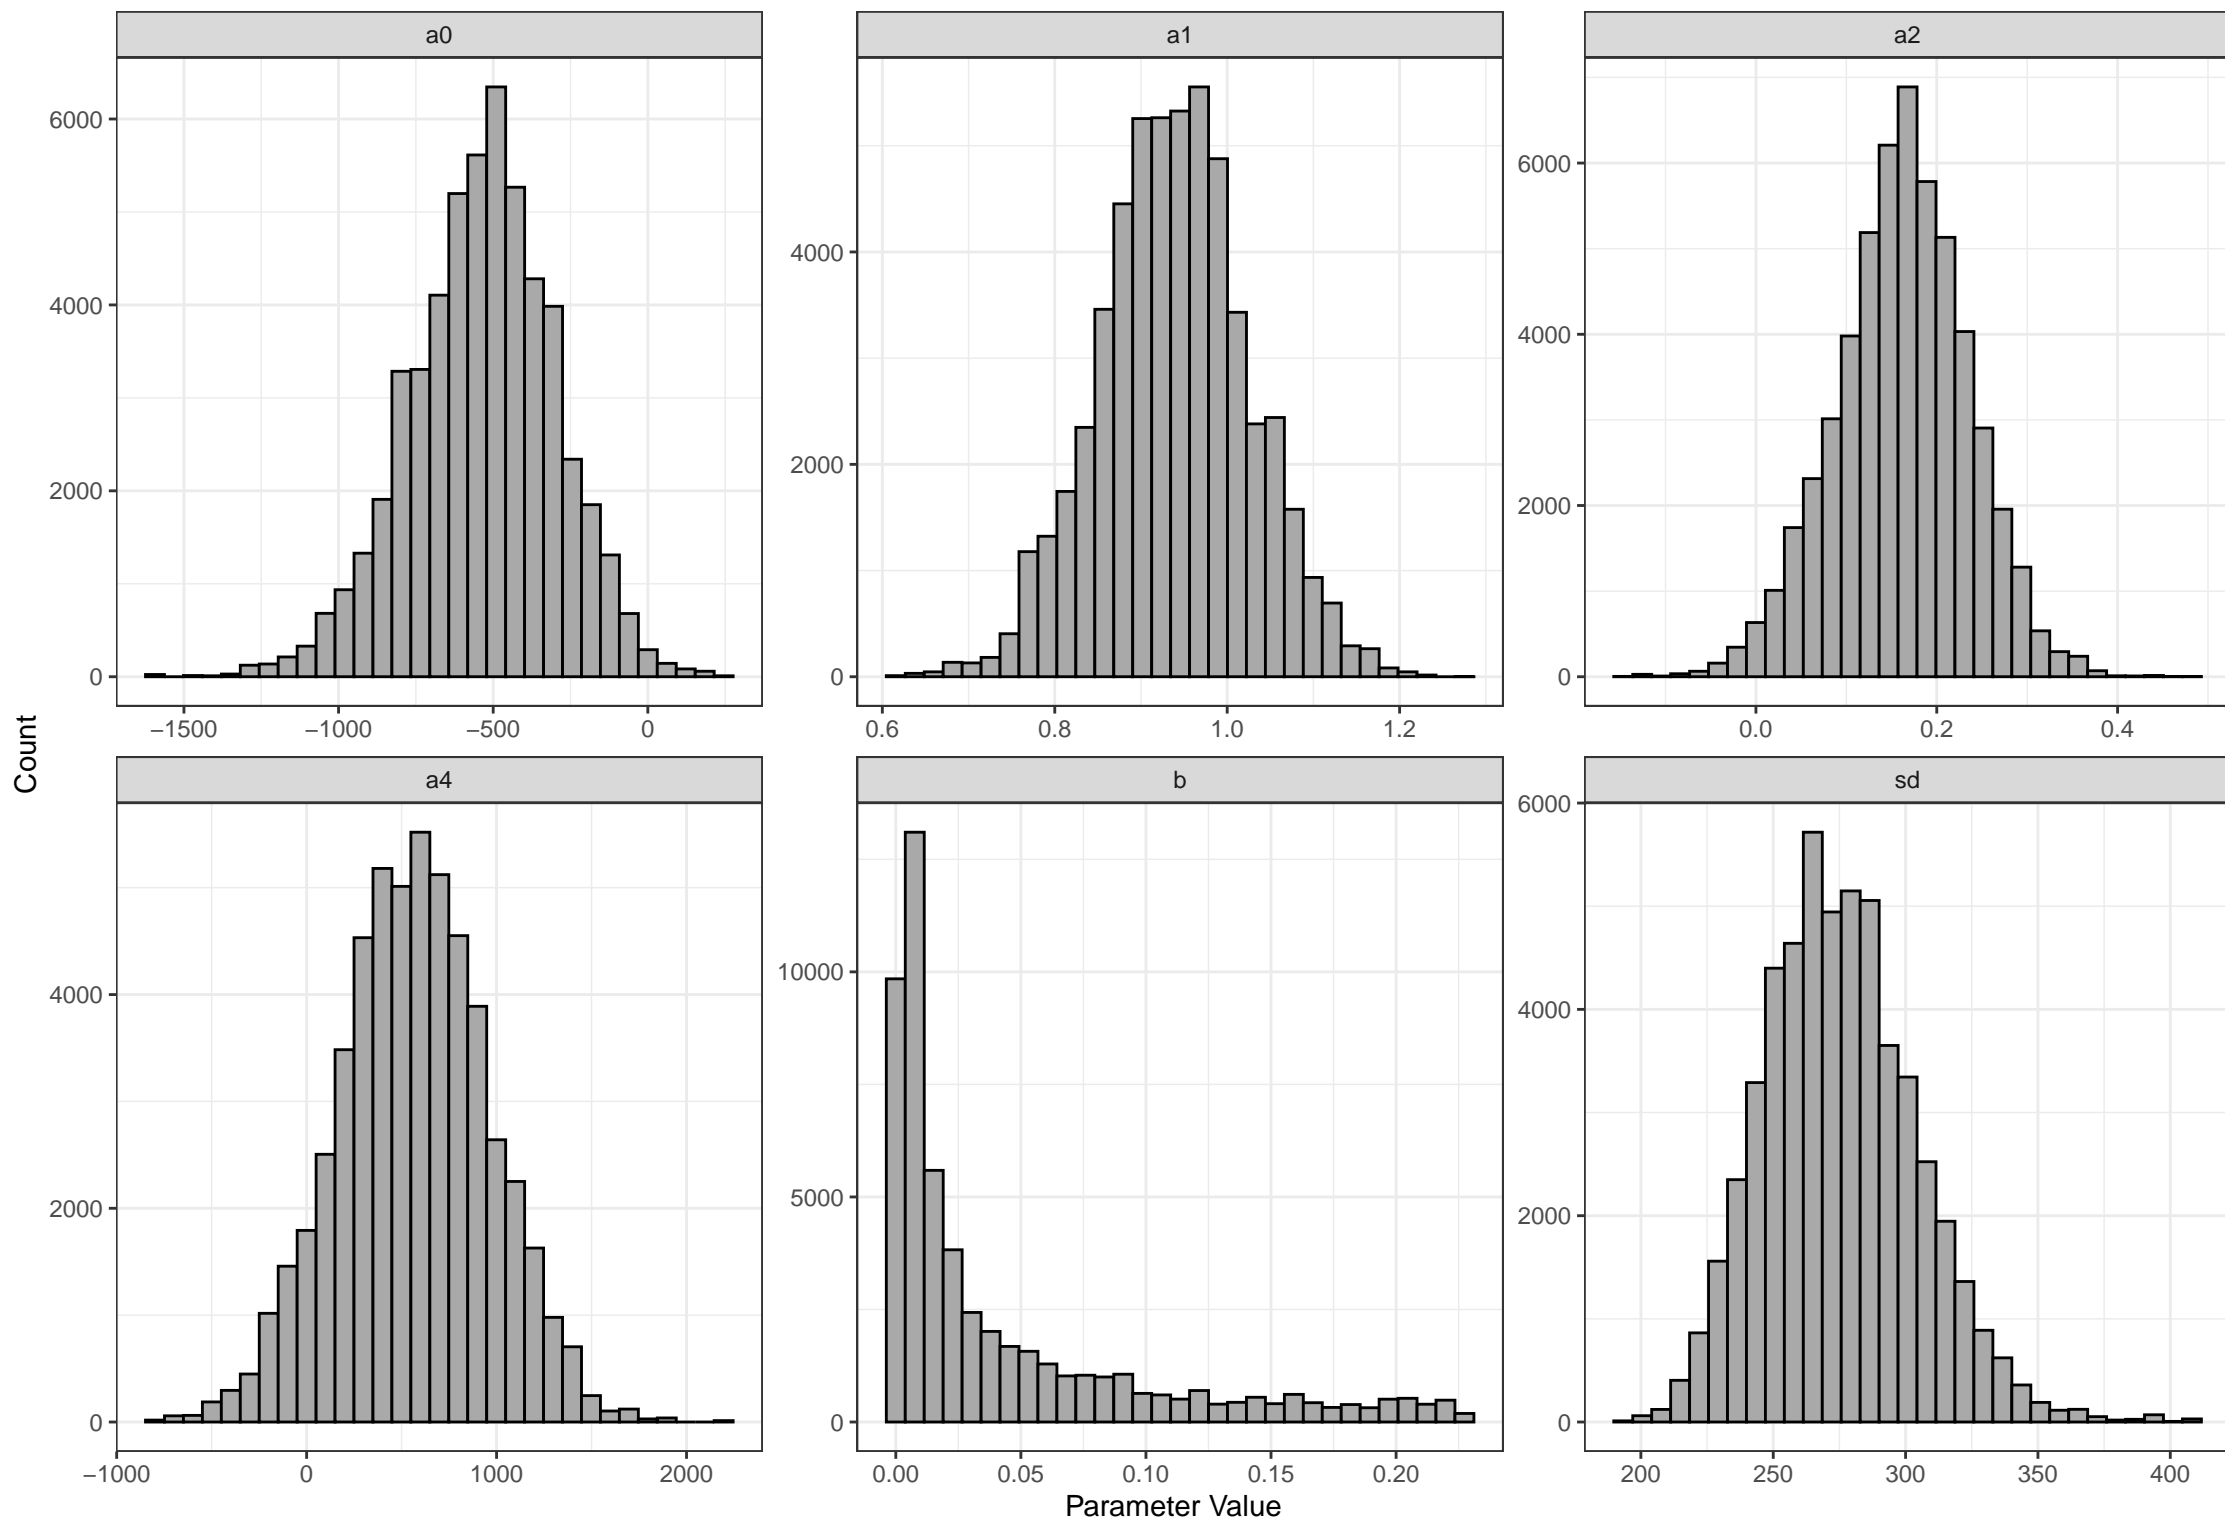 a0 a1 a2
6000 4000 2000 0
−1500 −1000 −500 0
4000 2000 0
0.6 0.8 1.0 1.2
6000 4000 2000 0
0.0 0.2 0.4
Count
a4 b sd
4000 2000 0
−1000 0 1000 2000
10000 5000 0
0.00 0.05 0.10 0.15 0.20
6000 4000 2000 0
200 250 300 350 400
Parameter Value